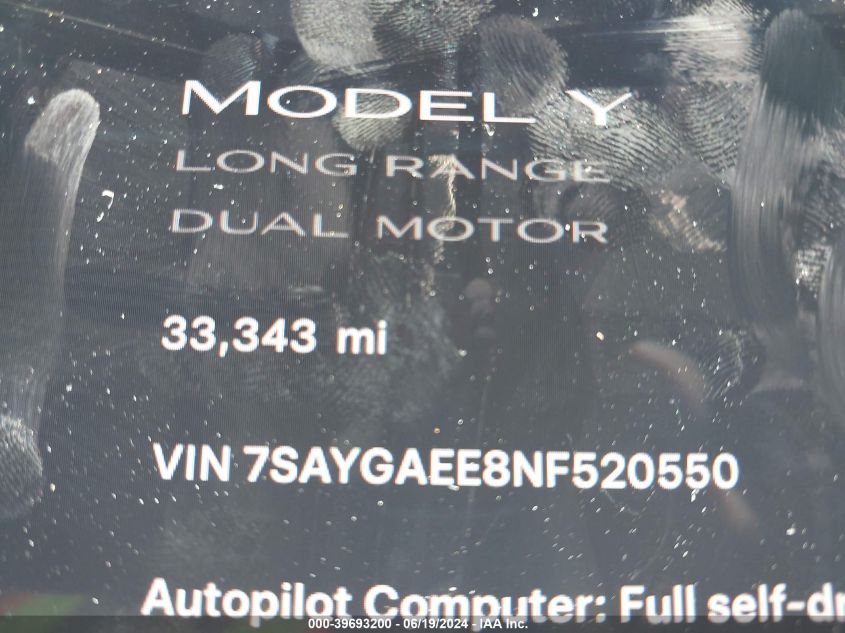 MODEL Y
LONG RANGE
DUAL MOTOR
33,343 mi
VIN 7SAYGAEE8NF520550
Autopilot Computer: Full self-dr
000-39693200 - 06/19/2024 - IAA Inc.